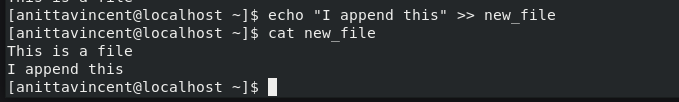 [anittavincent@localhost ~]$ echo "I append this" >> new_file
[anittavincent@localhost ~]$ cat new_file
This is a file
I append this
[anittavincent@localhost ~]$